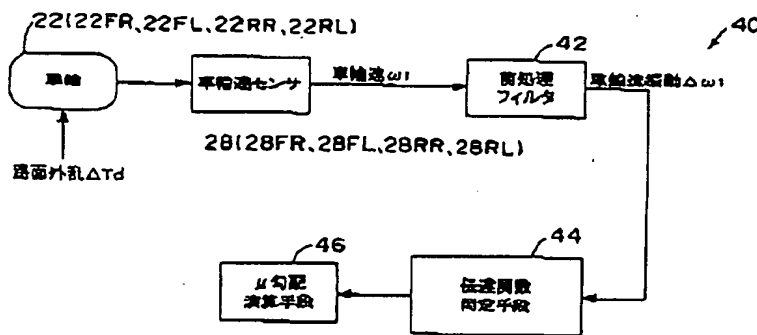 22(22FR、22FL、22RR、22RL)
40
車輪
車輪速センサ
車輪速ω1
42
前処理
フィルタ
車輪速振動Δω1
28(28FR、28FL、28RR、28RL)
路面外乱ΔTd
46
μ勾配
演算手段
44
伝達関数
同定手段